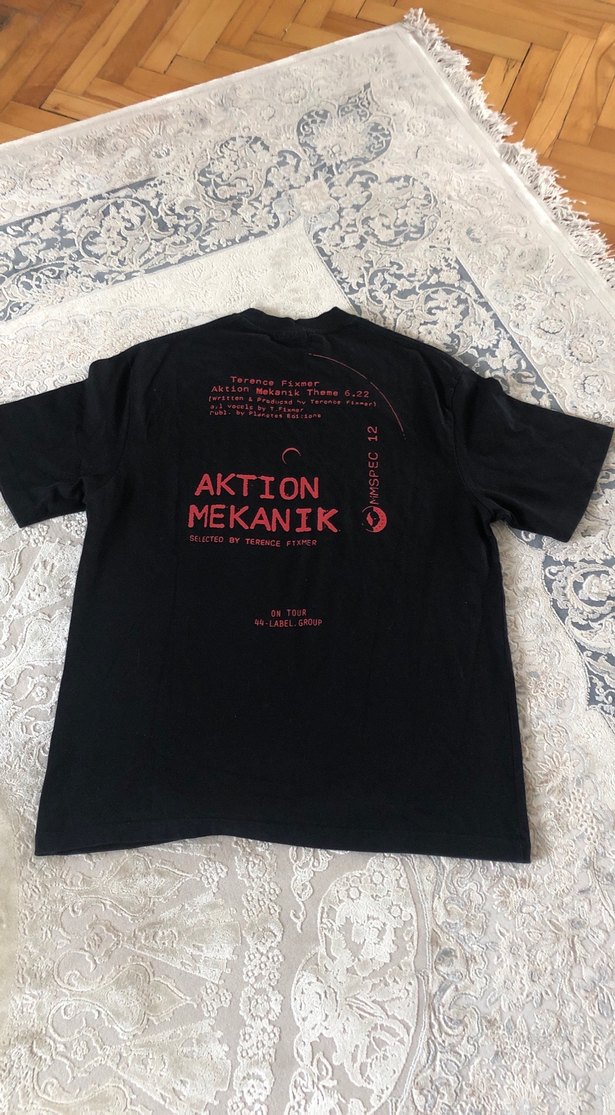 Terence Fixmer
Aktion Mekanik Theme 6.22
(Written & Produced by Terence Fixmer)
all vocals by T.Fixmer
Publ. by Planetes Editions
MMSPEC 12
AKTION
MEKANIK
SELECTED BY TERENCE FIXMER
ON TOUR
44-LABEL.GROUP